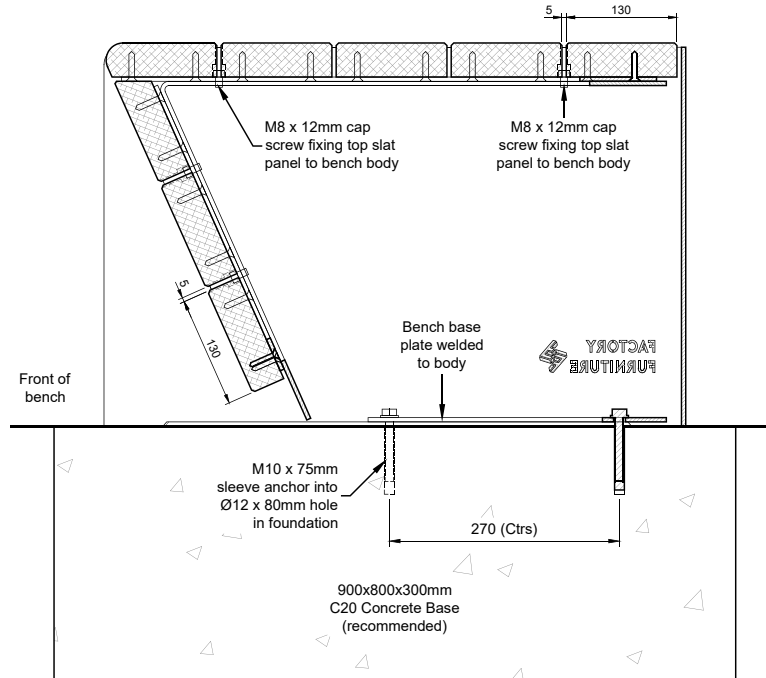 5
130
M8 x 12mm cap
screw fixing top slat
panel to bench body
M8 x 12mm cap
screw fixing top slat
panel to bench body
5
130
Bench base
plate welded
to body
FACTORY
FURNITURE
Front of
bench
M10 x 75mm
sleeve anchor into
Ø12 x 80mm hole
in foundation
270 (Ctrs)
900x800x300mm
C20 Concrete Base
(recommended)